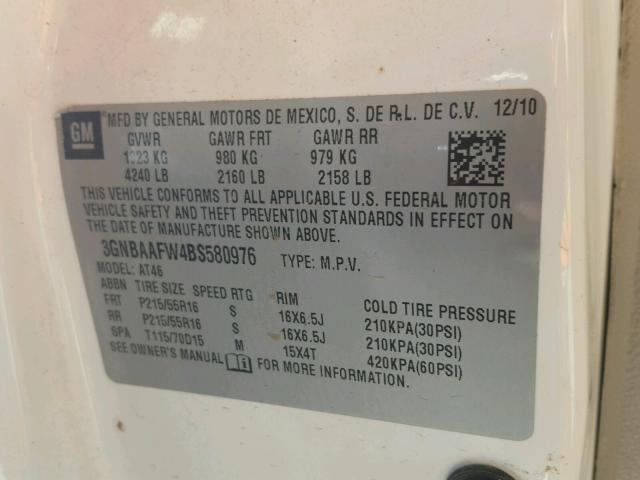 GM
MFD BY GENERAL MOTORS DE MEXICO, S. DE R.L. DE C.V. 12/10
GVWR GAWR FRT GAWR RR
1923 KG 980 KG 979 KG
4240 LB 2160 LB 2158 LB
THIS VEHICLE CONFORMS TO ALL APPLICABLE U.S. FEDERAL MOTOR
VEHICLE SAFETY AND THEFT PREVENTION STANDARDS IN EFFECT ON
THE DATE OF MANUFACTURE SHOWN ABOVE.
3GNBAAFW4BS580976 TYPE: M.P.V.
MODEL: AT46
ABBN TIRE SIZE SPEED RTG RIM COLD TIRE PRESSURE
FRT P215/55R16 S 16X6.5J 210KPA(30PSI)
RR P215/55R16 S 16X6.5J 210KPA(30PSI)
SPA T115/70D15 M 15X4T 420KPA(60PSI)
SEE OWNER'S MANUAL FOR MORE INFORMATION.